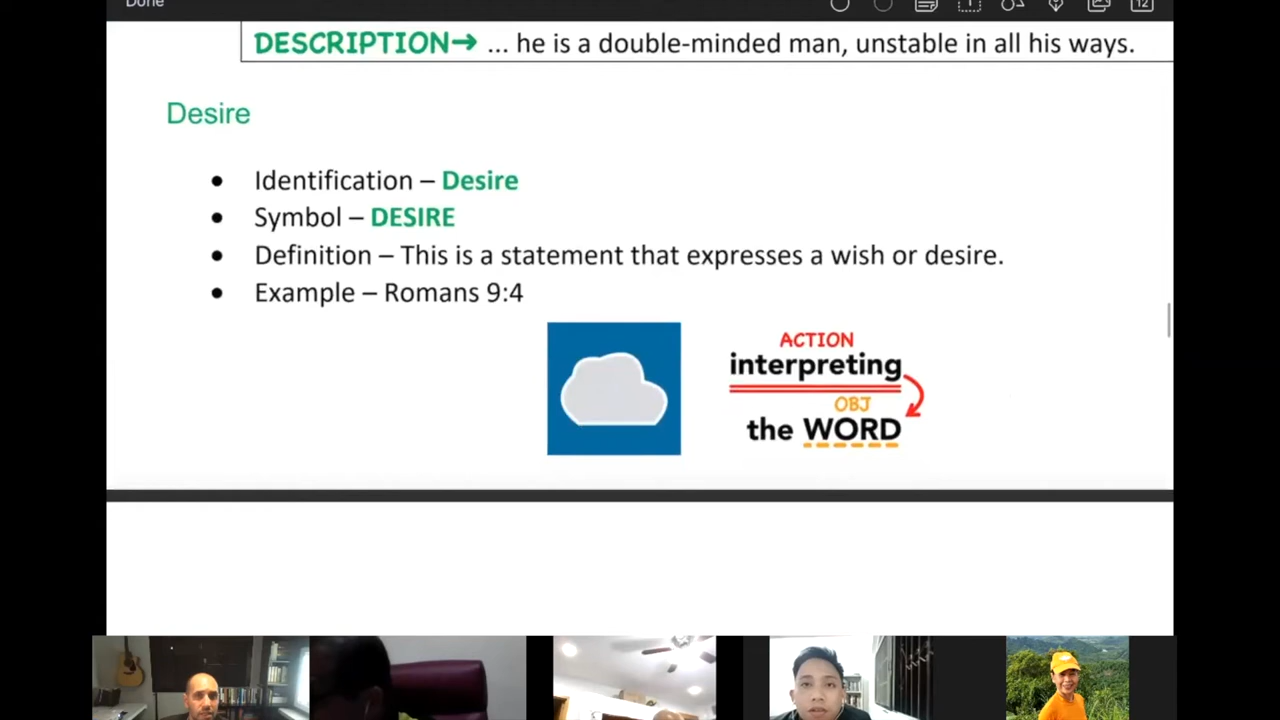 Done
12
DESCRIPTION→ ... he is a double-minded man, unstable in all his ways.
Desire
• Identification – Desire
• Symbol – DESIRE
• Definition – This is a statement that expresses a wish or desire.
• Example – Romans 9:4
ACTION
interpreting
OBJ
the WORD